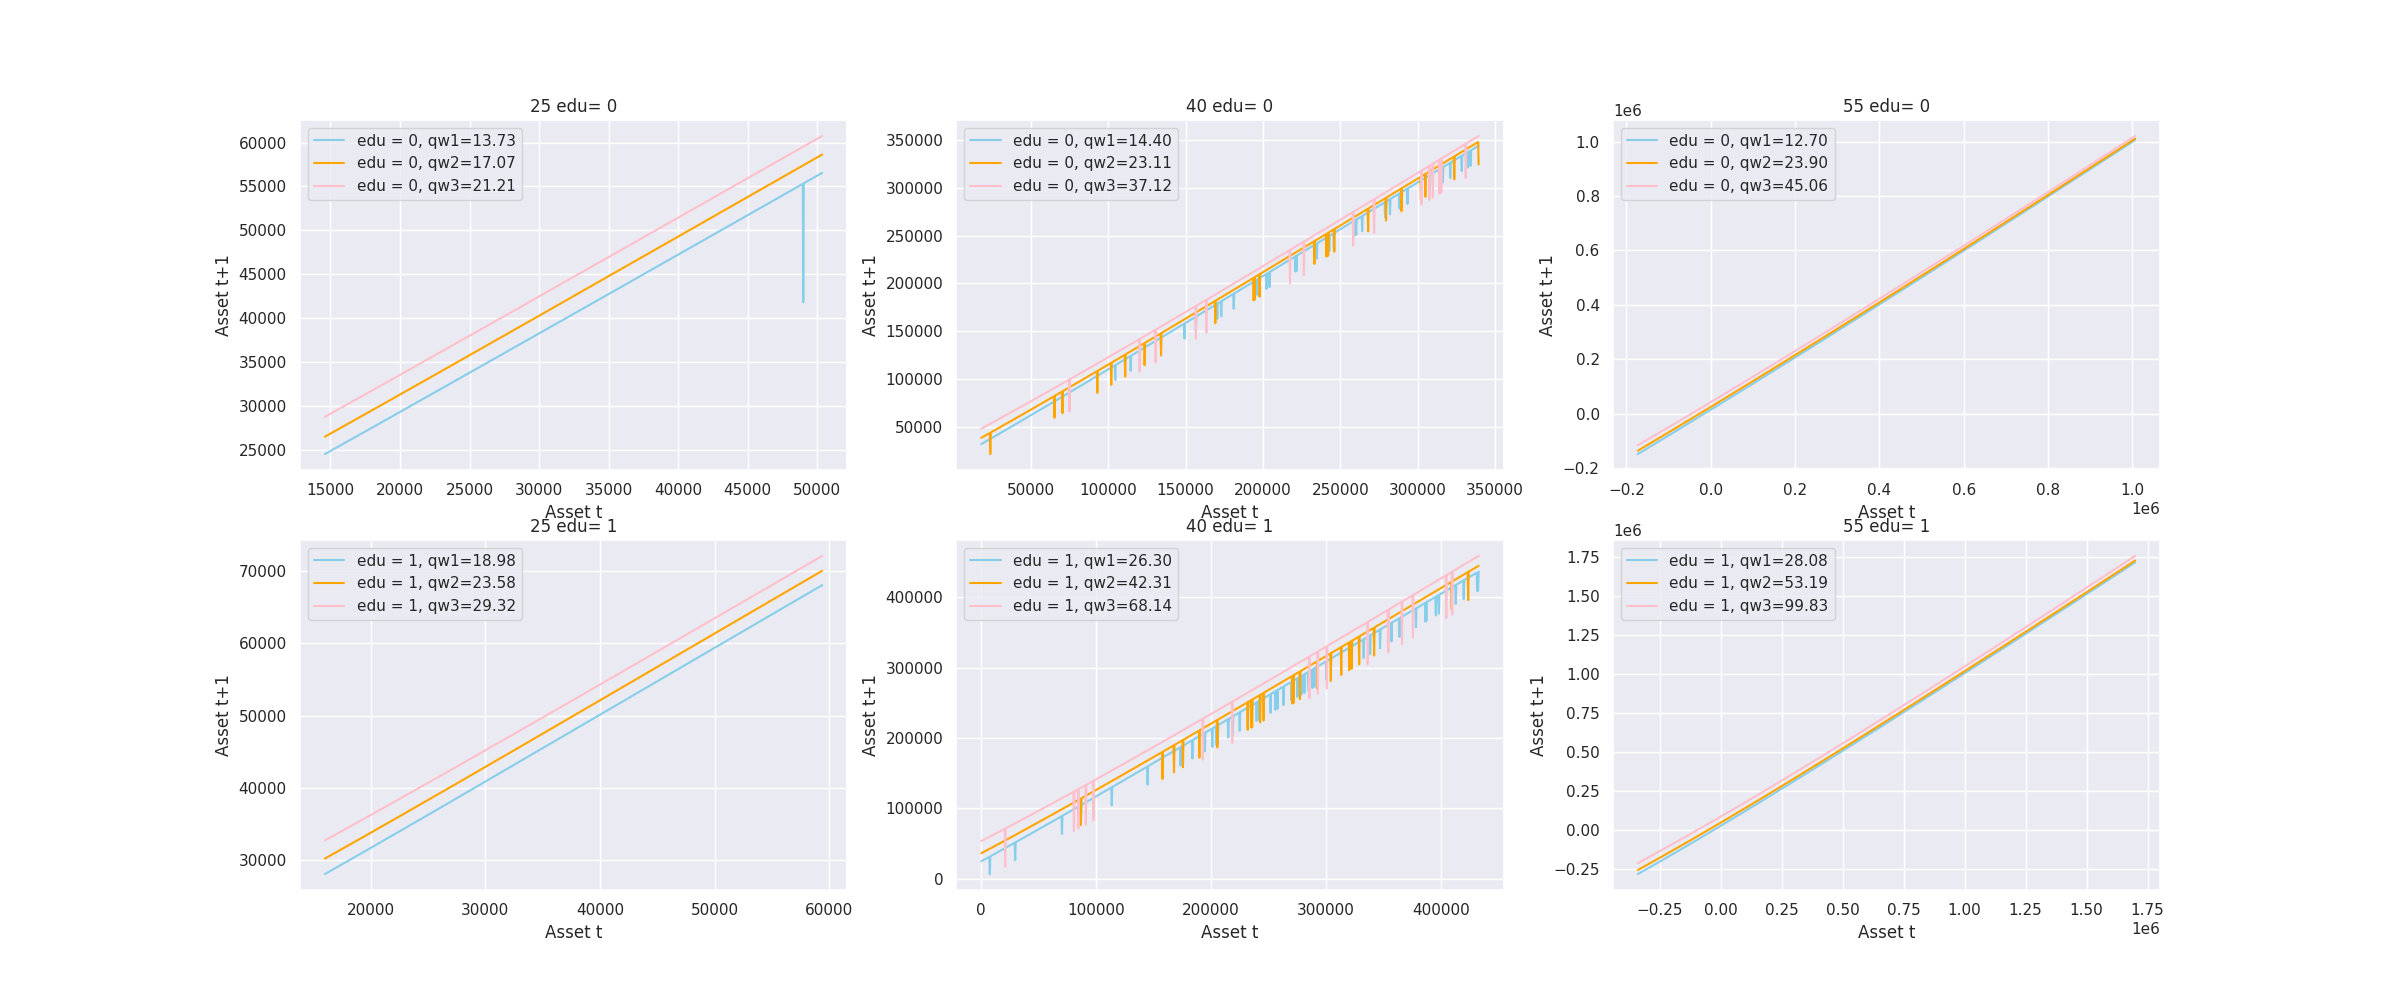 25 edu= 0
edu = 0, qw1=13.73
edu = 0, qw2=17.07
edu = 0, qw3=21.21
Asset t+1
60000
55000
50000
45000
40000
35000
30000
25000
15000 20000 25000 30000 35000 40000 45000 50000
Asset t
40 edu= 0
edu = 0, qw1=14.40
edu = 0, qw2=23.11
edu = 0, qw3=37.12
Asset t+1
350000
300000
250000
200000
150000
100000
50000
50000 100000 150000 200000 250000 300000 350000
Asset t
55 edu= 0
1e6
edu = 0, qw1=12.70
edu = 0, qw2=23.90
edu = 0, qw3=45.06
Asset t+1
1.0
0.8
0.6
0.4
0.2
0.0
−0.2
−0.2 0.0 0.2 0.4 0.6 0.8 1.0
Asset t
1e6
25 edu= 1
edu = 1, qw1=18.98
edu = 1, qw2=23.58
edu = 1, qw3=29.32
Asset t+1
70000
60000
50000
40000
30000
20000 30000 40000 50000 60000
Asset t
40 edu= 1
edu = 1, qw1=26.30
edu = 1, qw2=42.31
edu = 1, qw3=68.14
Asset t+1
400000
300000
200000
100000
0
0 100000 200000 300000 400000
Asset t
55 edu= 1
1e6
edu = 1, qw1=28.08
edu = 1, qw2=53.19
edu = 1, qw3=99.83
Asset t+1
1.75
1.50
1.25
1.00
0.75
0.50
0.25
0.00
−0.25
−0.25 0.00 0.25 0.50 0.75 1.00 1.25 1.50 1.75
Asset t
1e6